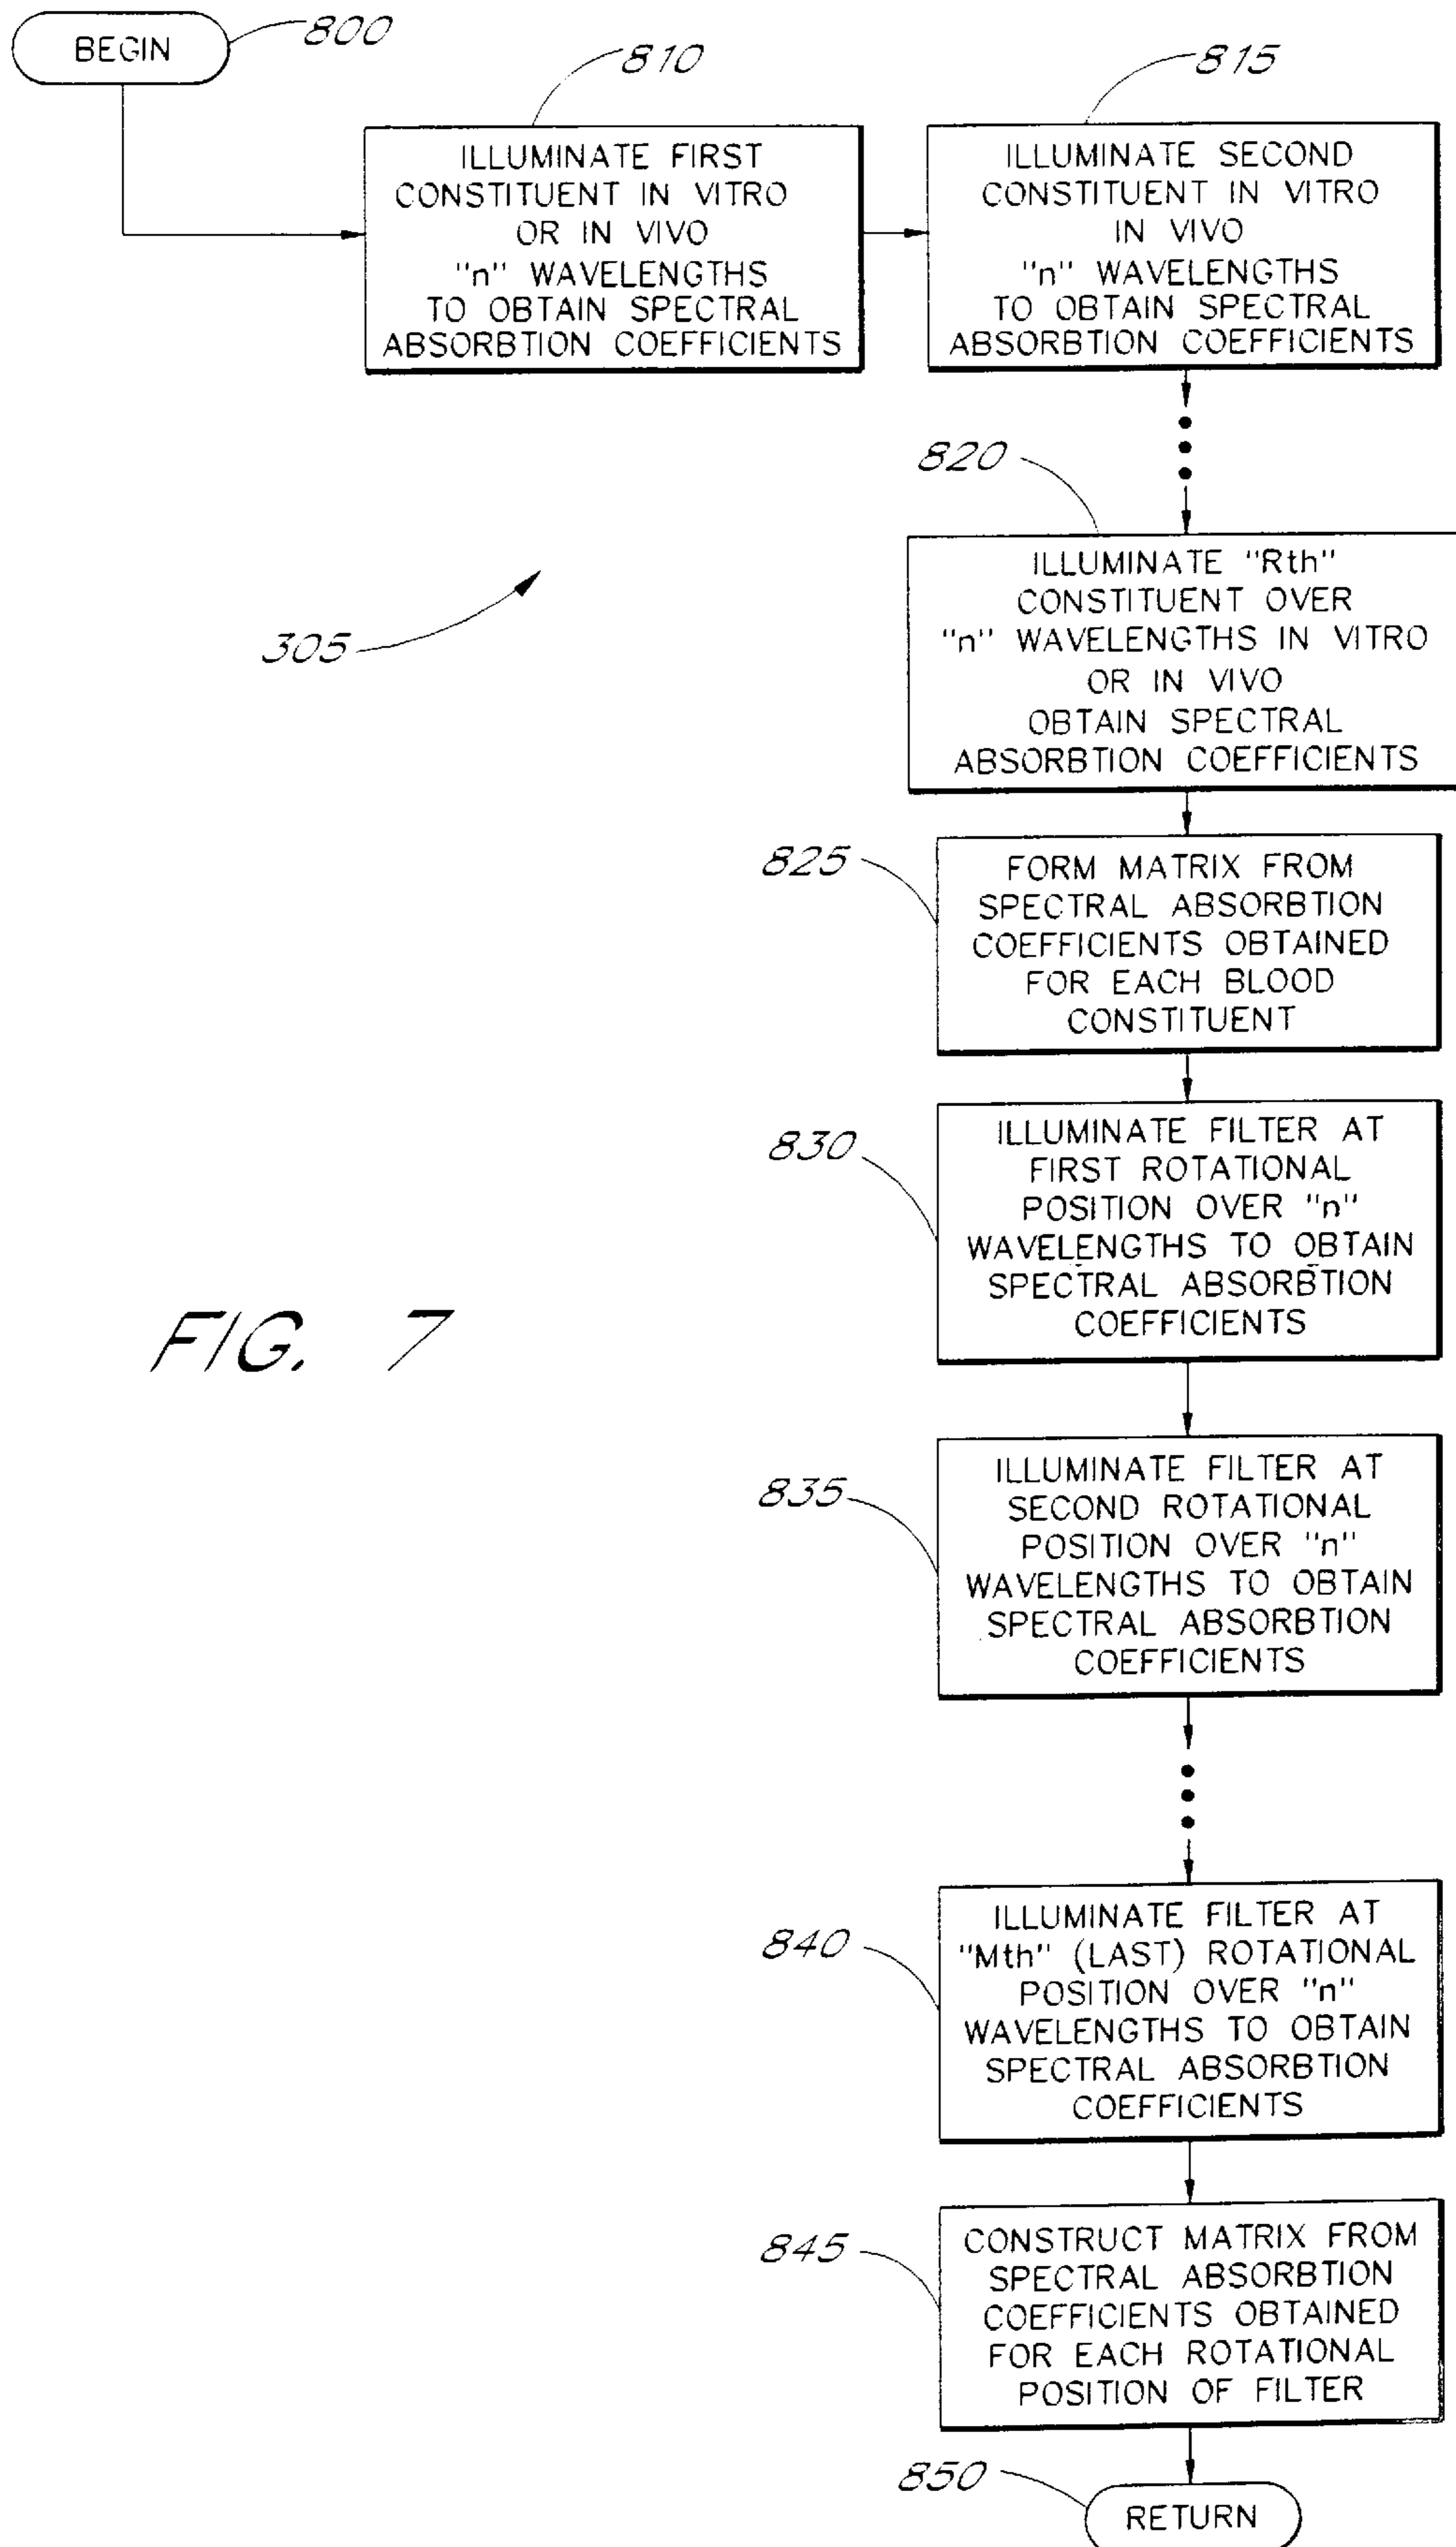 BEGIN
800
810
ILLUMINATE FIRST
CONSTITUENT IN VITRO
OR IN VIVO
"n" WAVELENGTHS
TO OBTAIN SPECTRAL
ABSORBTION COEFFICIENTS
815
ILLUMINATE SECOND
CONSTITUENT IN VITRO
IN VIVO
"n" WAVELENGTHS
TO OBTAIN SPECTRAL
ABSORBTION COEFFICIENTS
820
ILLUMINATE "Rth"
CONSTITUENT OVER
"n" WAVELENGTHS IN VITRO
OR IN VIVO
OBTAIN SPECTRAL
ABSORBTION COEFFICIENTS
305
825
FORM MATRIX FROM
SPECTRAL ABSORBTION
COEFFICIENTS OBTAINED
FOR EACH BLOOD
CONSTITUENT
830
ILLUMINATE FILTER AT
FIRST ROTATIONAL
POSITION OVER "n"
WAVELENGTHS TO OBTAIN
SPECTRAL ABSORBTION
COEFFICIENTS
FIG. 7
835
ILLUMINATE FILTER AT
SECOND ROTATIONAL
POSITION OVER "n"
WAVELENGTHS TO OBTAIN
SPECTRAL ABSORBTION
COEFFICIENTS
840
ILLUMINATE FILTER AT
"Mth" (LAST) ROTATIONAL
POSITION OVER "n"
WAVELENGTHS TO OBTAIN
SPECTRAL ABSORBTION
COEFFICIENTS
845
CONSTRUCT MATRIX FROM
SPECTRAL ABSORBTION
COEFFICIENTS OBTAINED
FOR EACH ROTATIONAL
POSITION OF FILTER
850
RETURN